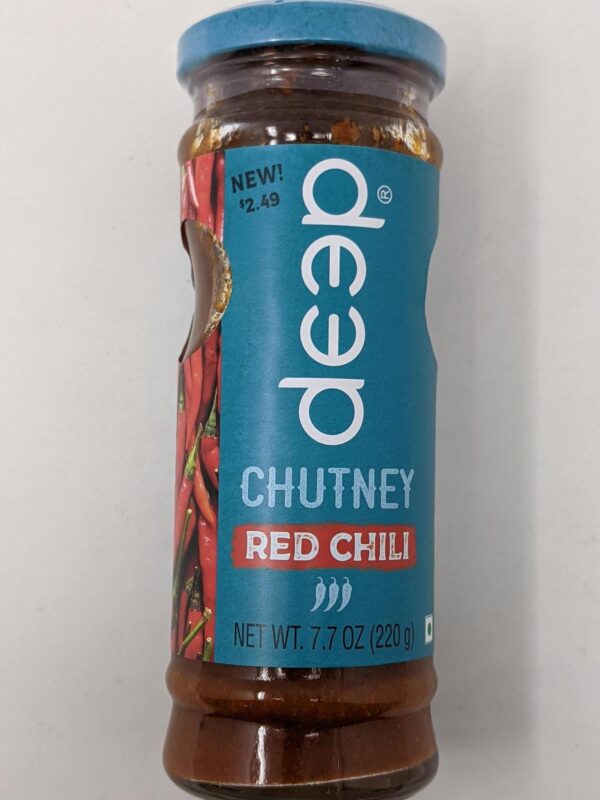 NEW!
$2.49
deep®
CHUTNEY
RED CHILI
NET WT. 7.7 OZ (220 g)